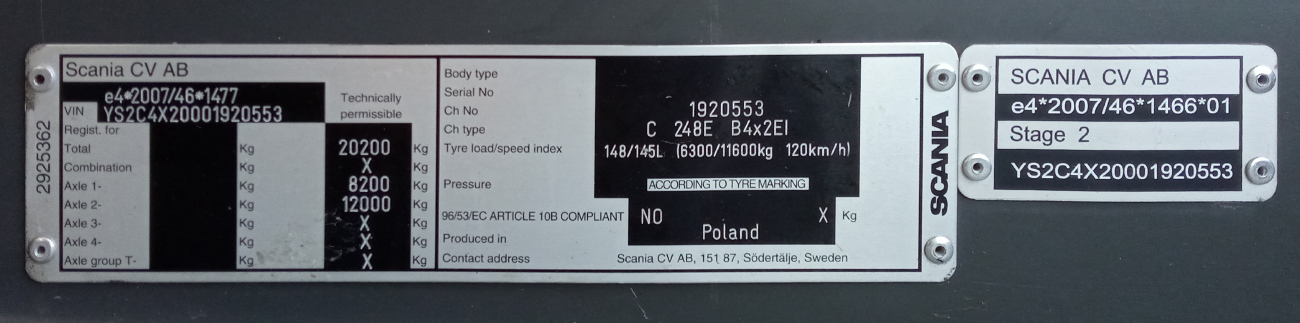 2925362
Scania CV AB
e4*2007/46*1477
VIN YS2C4X20001920553
Technically permissible
Regist. for
Total Kg 20200 Kg
Combination Kg X Kg
Axle 1- Kg 8200 Kg
Axle 2- Kg 12000 Kg
Axle 3- Kg X Kg
Axle 4- Kg X Kg
Axle group T- Kg X Kg
Body type
Serial No
Ch No 1920553
Ch type C 248E B4x2EI
Tyre load/speed index 148/145L (6300/11600kg 120km/h)
Pressure ACCORDING TO TYRE MARKING
96/53/EC ARTICLE 10B COMPLIANT NO X Kg
Produced in Poland
Contact address Scania CV AB, 151 87, Södertälje, Sweden
SCANIA
SCANIA CV AB
e4*2007/46*1466*01
Stage 2
YS2C4X20001920553